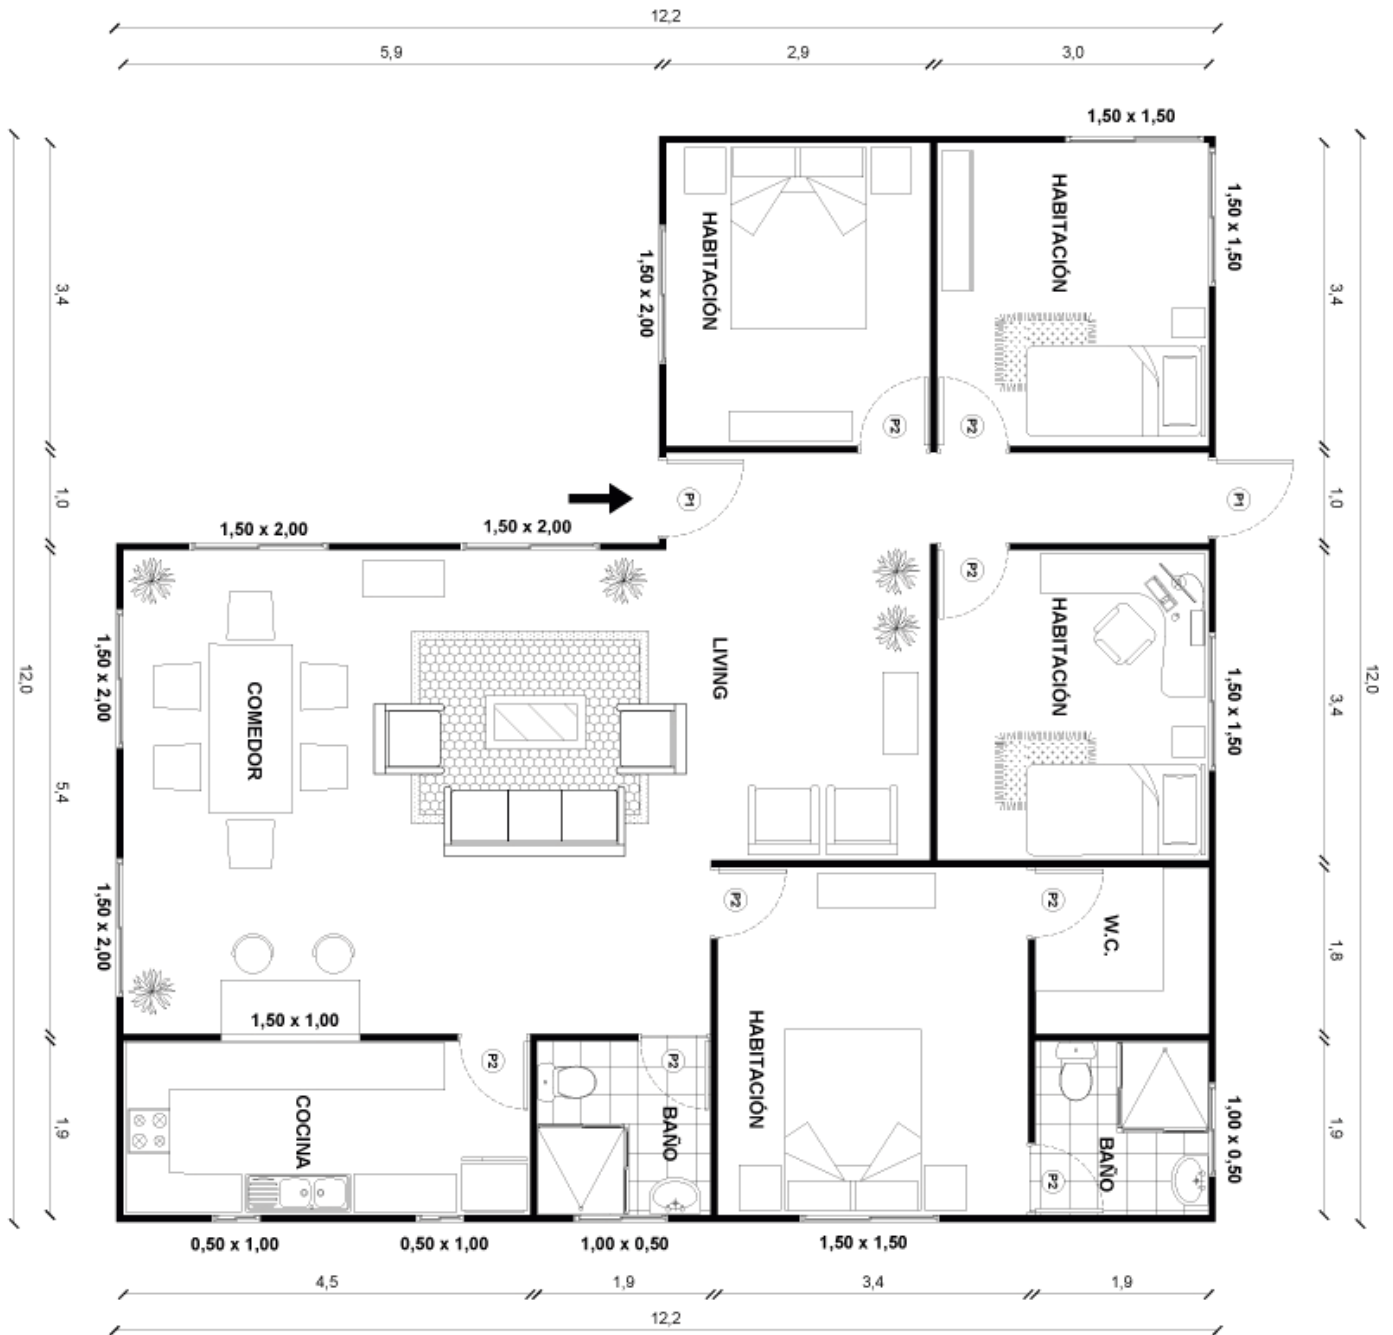 12,2
5,9
2,9
3,0
1,50 x 1,50
HABITACIÓN
HABITACIÓN
1,50 x 1,50
1,50 x 2,00
3,4
3,4
P2
P2
1,0
P1
P1
1,0
1,50 x 2,00
1,50 x 2,00
P2
LIVING
HABITACIÓN
1,50 x 2,00
COMEDOR
1,50 x 1,50
12,0
12,0
3,4
5,4
P2
P2
W.C.
1,50 x 2,00
1,8
1,50 x 1,00
HABITACIÓN
P2
P2
COCINA
BAÑO
BAÑO
1,00 x 0,50
1,9
1,9
P2
0,50 x 1,00
0,50 x 1,00
1,00 x 0,50
1,50 x 1,50
4,5
1,9
3,4
1,9
12,2